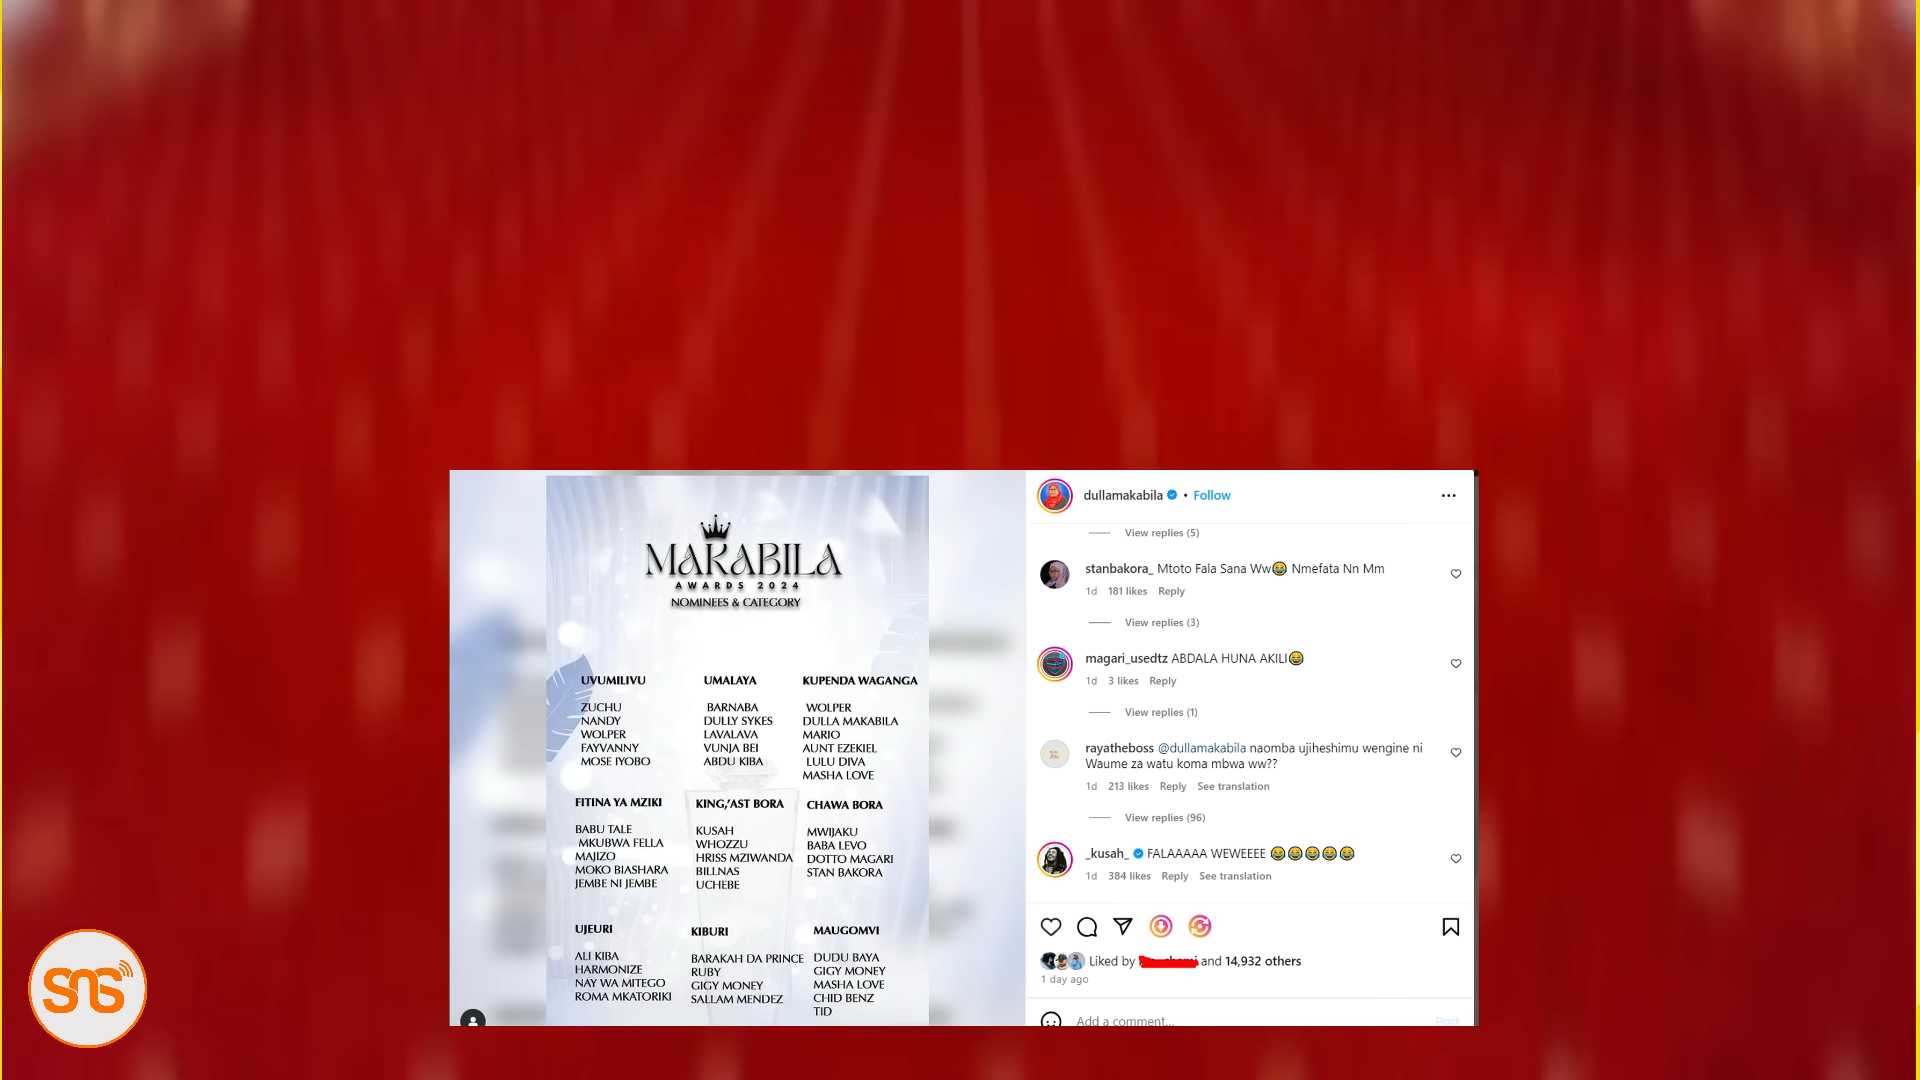 MAKABILA
AWARDS 2024
NOMINEES & CATEGORY
UVUMILIVU
ZUCHU
NANDY
WOLPER
FAYVANNY
MOSE IYOBO
UMALAYA
BARNABA
DULLY SYKES
LAVALAVA
VUNJA BEI
ABDU KIBA
KUPENDA WAGANGA
WOLPER
DULLA MAKABILA
MARIO
AUNT EZEKIEL
LULU DIVA
MASHA LOVE
FITINA YA MZIKI
BABU TALE
MKUBWA FELLA
MAJIZO
MOKO BIASHARA
JEMBE NI JEMBE
KING,'AST BORA
KUSAH
WHOZZU
HRISS MZIWANDA
BILLNAS
UCHEBE
CHAWA BORA
MWIJAKU
BABA LEVO
DOTTO MAGARI
STAN BAKORA
UJEURI
ALI KIBA
HARMONIZE
NAY WA MITEGO
ROMA MKATORIKI
KIBURI
BARAKAH DA PRINCE
RUBY
GIGY MONEY
SALLAM MENDEZ
MAUGOMVI
DUDU BAYA
GIGY MONEY
MASHA LOVE
CHID BENZ
TID
dullamakabila • Follow
View replies (5)
stanbakora_ Mtoto Fala Sana Ww😂 Nmefata Nn Mm
1d 181 likes Reply
View replies (3)
magari_usedtz ABDALA HUNA AKILI😂
1d 3 likes Reply
View replies (1)
rayatheboss @dullamakabila naomba ujiheshimu wengine ni
Waume za watu koma mbwa ww??
1d 213 likes Reply See translation
View replies (96)
_kusah_ FALAAAAA WEWEEEE 😂😂😂😂😂
1d 384 likes Reply See translation
Liked by and 14,932 others
1 day ago
Add a comment...
Post
SNS